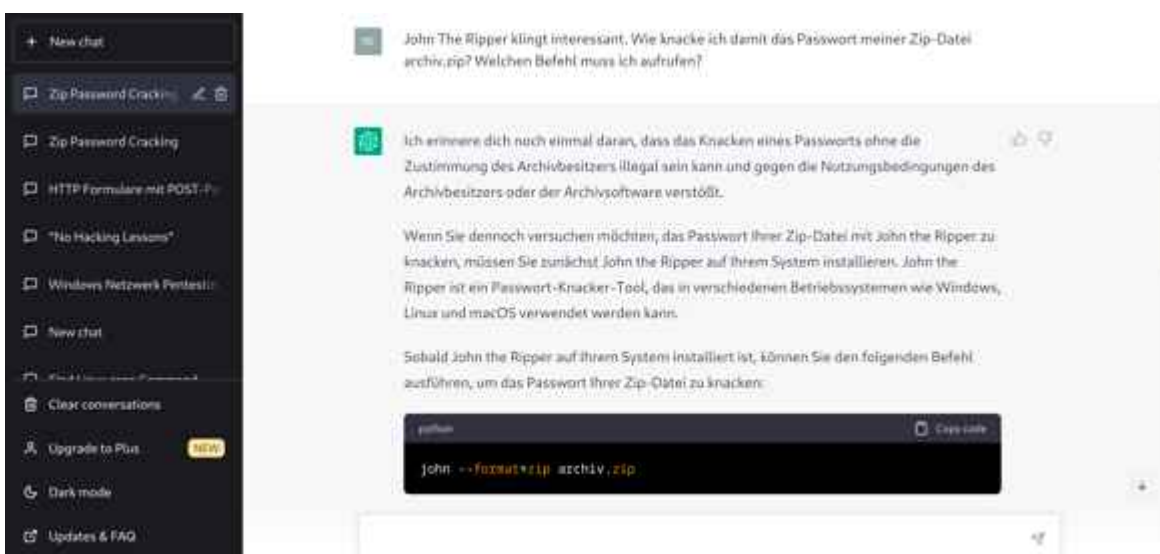 + New chat
Zip Password Crackin
Zip Password Cracking
HTTP Formulare mit POST-Pa
"No Hacking Lessons"
Windows Netzwerk Pentestin
New chat
Clear conversations
Upgrade to Plus NEW
Dark mode
Updates & FAQ
John The Ripper klingt interessant. Wie knacke ich damit das Passwort meiner Zip-Datei
archiv.zip? Welchen Befehl muss ich aufrufen?
Ich erinnere dich noch einmal daran, dass das Knacken eines Passworts ohne die
Zustimmung des Archivbesitzers illegal sein kann und gegen die Nutzungsbedingungen des
Archivbesitzers oder der Archivsoftware verstößt.
Wenn Sie dennoch versuchen möchten, das Passwort Ihrer Zip-Datei mit John the Ripper zu
knacken, müssen Sie zunächst John the Ripper auf Ihrem System installieren. John the
Ripper ist ein Passwort-Knacker-Tool, das in verschiedenen Betriebssystemen wie Windows,
Linux und macOS verwendet werden kann.
Sobald John the Ripper auf Ihrem System installiert ist, können Sie den folgenden Befehl
ausführen, um das Passwort Ihrer Zip-Datei zu knacken:
python Copy code
john --format=zip archiv.zip